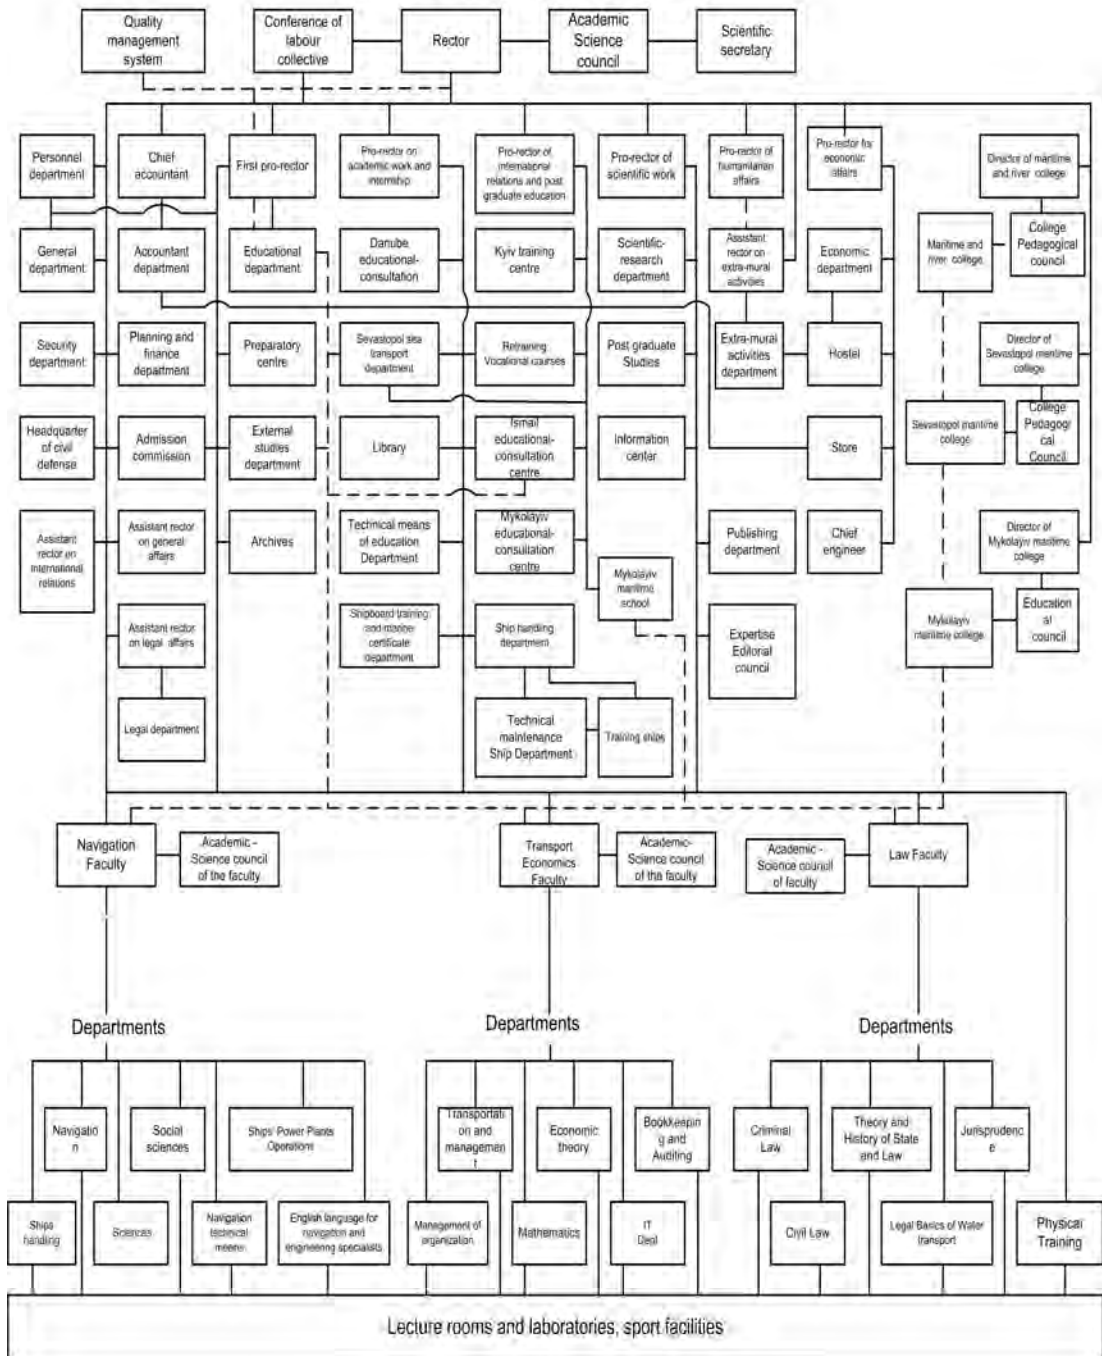 Quality
management
system
Conference of
labour
collective
Rector
Academic
Science
council
Scientific
secretary
Personnel
department
Chief
accountant
First pro-rector
Pro-rector on
academic work and
internship
Pro-rector of
international
relations and post
graduate education
Pro-rector of
scientific work
Pro-rector of
humanitarian
affairs
Pro-rector for
economic
affairs
Director of maritime
and river college
General
department
Accountant
department
Educational
department
Danube
educational-
consultation
Kyiv training
centre
Scientific-
research
department
Assistant
rector on
extra-mural
activities
Economic
department
Maritime and
river college
College
Pedagogical
council
Security
department
Planning and
finance
department
Preparatory
centre
Sevastopol sea
transport
department
Retraining
Vocational courses
Post graduate
Studies
Extra-mural
activities
department
Hostel
Director of
Sevastopol maritime
college
Headquarter
of civil
defense
Admission
commission
External
studies
department
Library
Ismail
educational-
consultation
centre
Information
center
Store
Sevastopol maritime
college
College
Pedagogi
cal
Council
Assistant
rector on
international
relations
Assistant rector
on general
affairs
Archives
Technical means
of education
Department
Mykolayiv
educational-
consultation
centre
Mykolayiv
maritime
school
Publishing
department
Chief
engineer
Director of
Mykolayiv maritime
college
Assistant rector
on legal affairs
Shipboard training
and marine
certificate
department
Ship handling
department
Expertise
Editorial
council
Mykolayiv
maritime college
Education
al
council
Legal department
Technical
maintenance
Ship Department
Training ships
Navigation
Faculty
Academic -
Science council
of the faculty
Transport
Economics
Faculty
Academic-
Science council
of the faculty
Academic -
Science council
of faculty
Law Faculty
Departments
Departments
Departments
Navigatio
n
Social
sciences
Ships' Power Plants
Operations
Transportati
on and
managemen
t
Economic
theory
Bookkeepin
g and
Auditing
Criminal
Law
Theory and
History of State
and Law
Jurisprudenc
e
Ships
handling
Sciences
Navigation
technical
means
English language for
navigation and
engineering specialists
Management of
organization
Mathematics
IT
Deal
Civil Law
Legal Basics of Water
transport
Physical
Training
Lecture rooms and laboratories, sport facilities